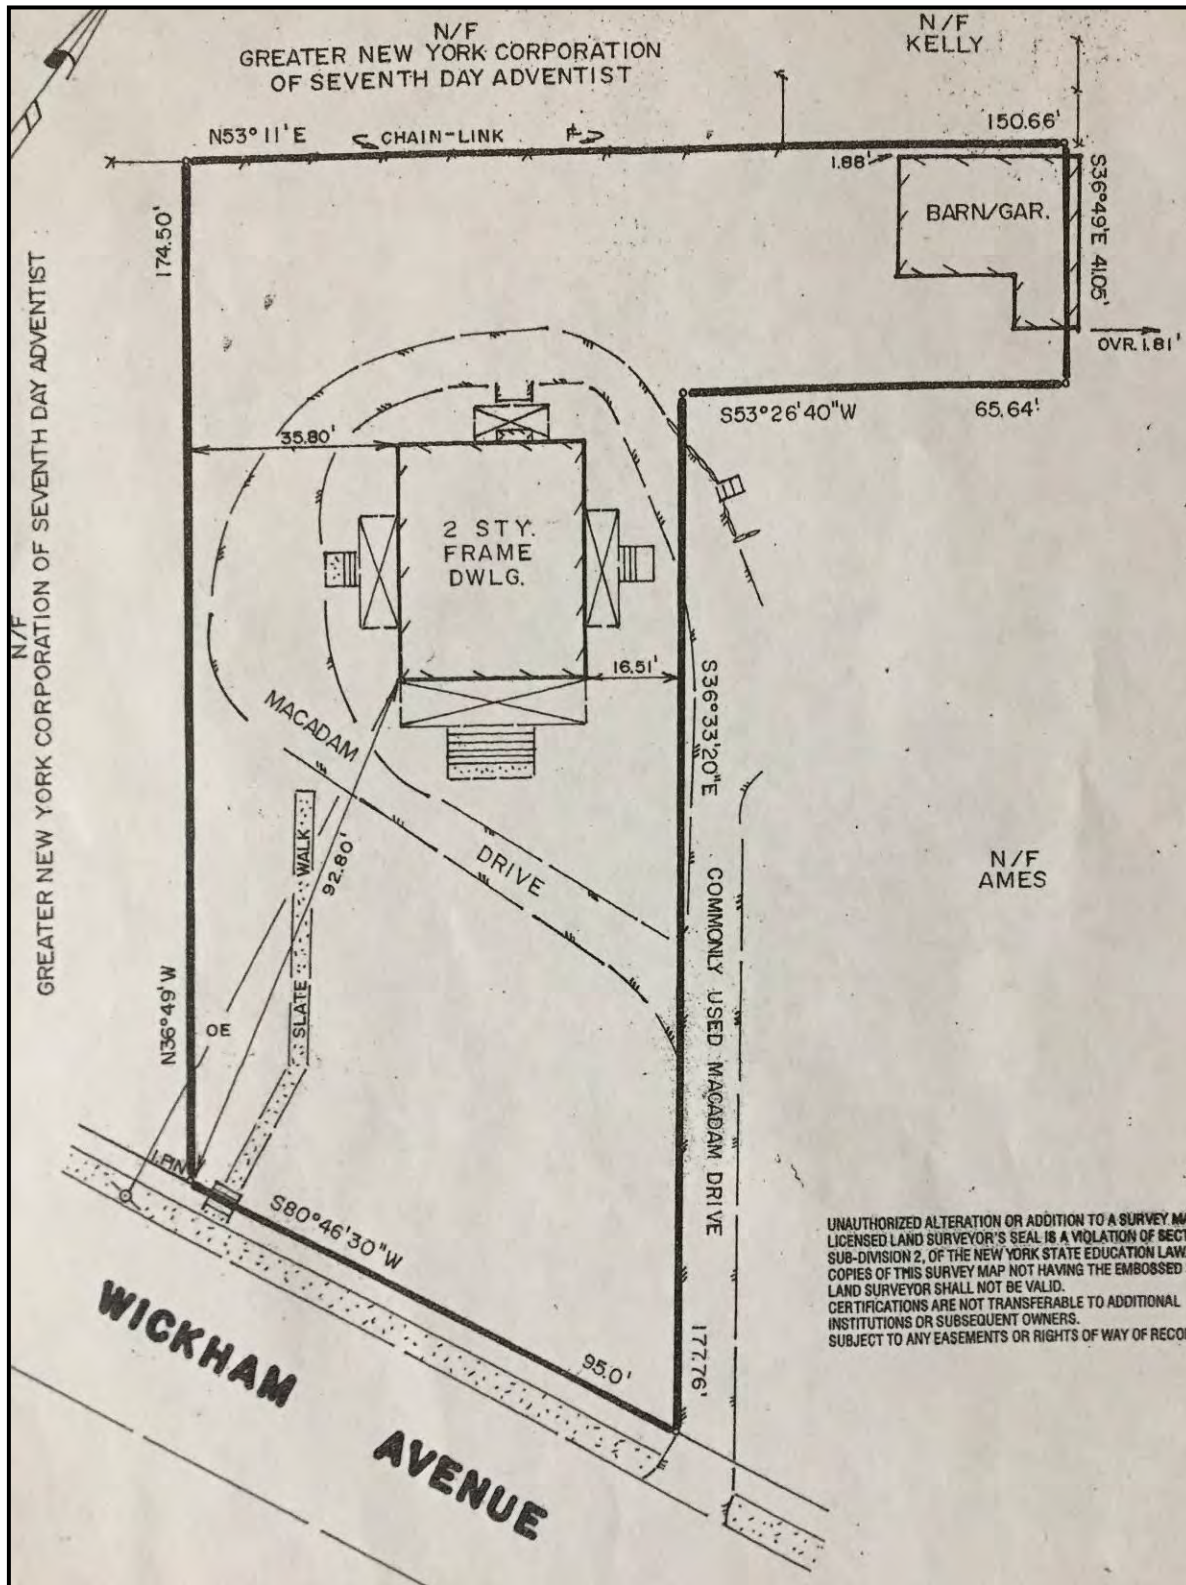 N/F
GREATER NEW YORK CORPORATION
OF SEVENTH DAY ADVENTIST
N/F
KELLY
N53°11'E
CHAIN-LINK
150.66'
1.88'
S36°49'E 41.05'
BARN/GAR.
174.50'
OVR. 1.81'
N/F
GREATER NEW YORK CORPORATION OF SEVENTH DAY ADVENTIST
S53°26'40"W
65.64'
35.80'
2 STY.
FRAME
DWLG.
16.51'
S36°33'20"E
MACADAM
DRIVE
SLATE WALK
92.80'
N/F
AMES
COMMONLY USED MACADAM DRIVE
N36°49'W
OE
I.PIN
S80°46'30"W
95.0'
177.76'
WICKHAM
AVENUE
UNAUTHORIZED ALTERATION OR ADDITION TO A SURVEY MA
LICENSED LAND SURVEYOR'S SEAL IS A VIOLATION OF SECT
SUB-DIVISION 2, OF THE NEW YORK STATE EDUCATION LAW.
COPIES OF THIS SURVEY MAP NOT HAVING THE EMBOSSED
LAND SURVEYOR SHALL NOT BE VALID.
CERTIFICATIONS ARE NOT TRANSFERABLE TO ADDITIONAL
INSTITUTIONS OR SUBSEQUENT OWNERS.
SUBJECT TO ANY EASEMENTS OR RIGHTS OF WAY OF RECO